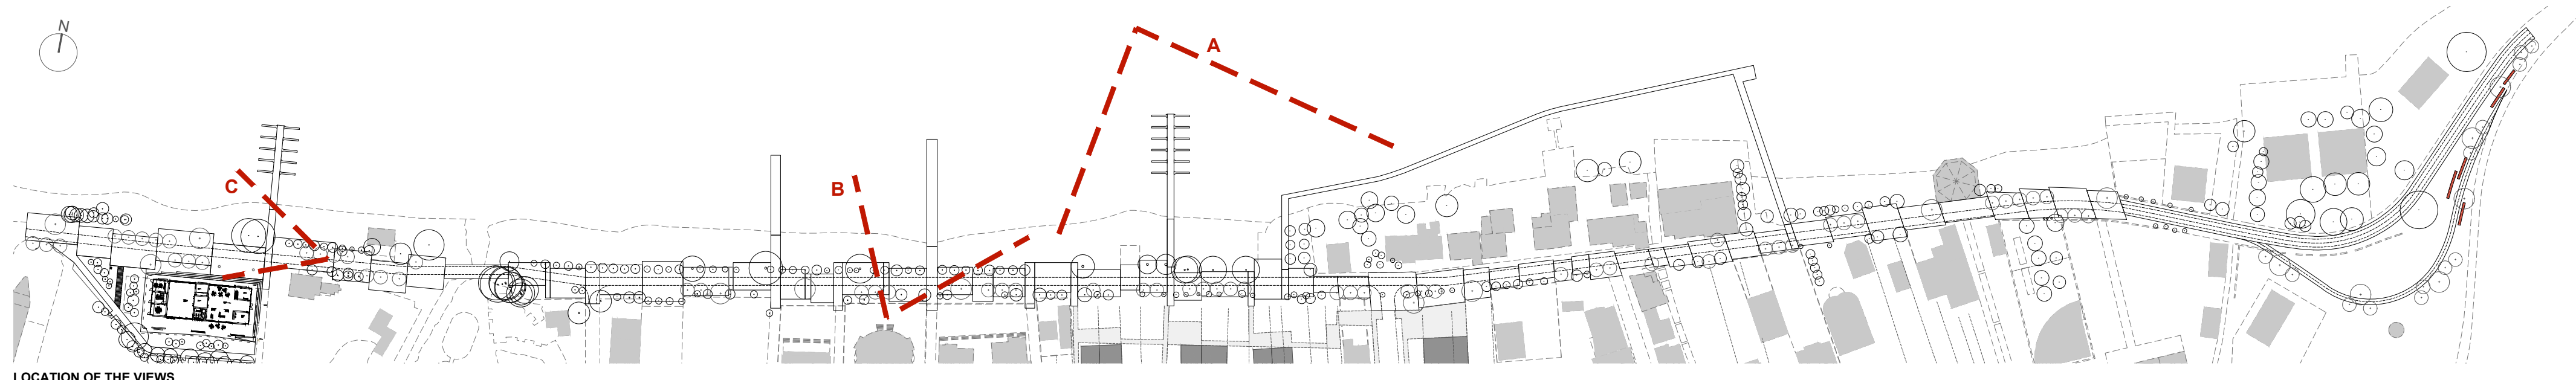 N
A
B
C
LOCATION OF THE VIEWS